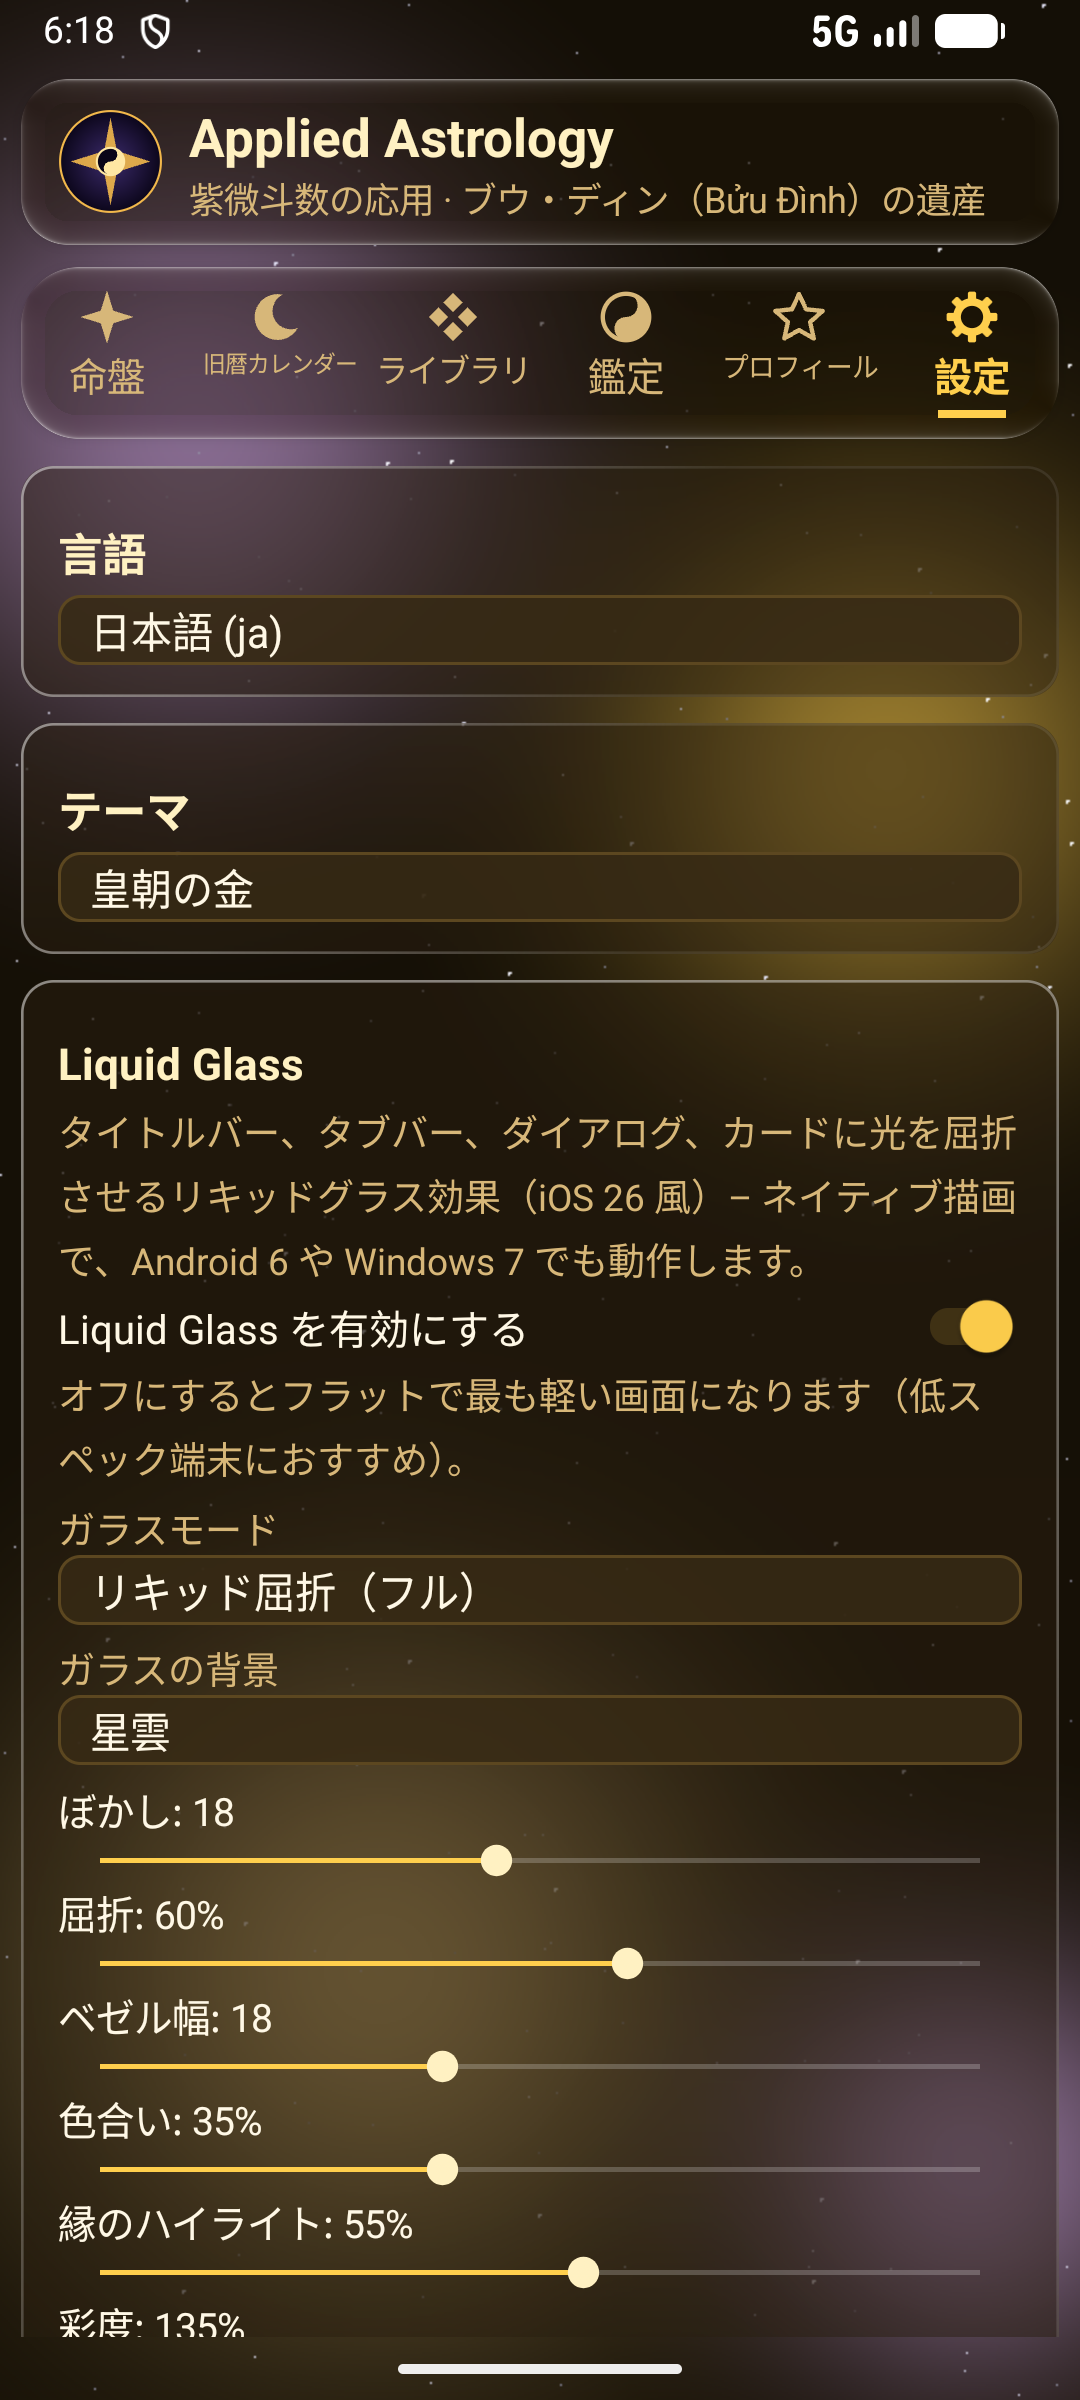 6:18
5G
Applied Astrology
紫微斗数の応用 · ブウ・ディン（Bửu Đình）の遺産
命盤
旧暦カレンダー
ライブラリ
鑑定
プロフィール
設定
言語
日本語 (ja)
テーマ
皇朝の金
Liquid Glass
タイトルバー、タブバー、ダイアログ、カードに光を屈折
させるリキッドグラス効果（iOS 26 風）– ネイティブ描画
で、Android 6 や Windows 7 でも動作します。
Liquid Glass を有効にする
オフにするとフラットで最も軽い画面になります（低ス
ペック端末におすすめ）。
ガラスモード
リキッド屈折（フル）
ガラスの背景
星雲
ぼかし: 18
屈折: 60%
ベゼル幅: 18
色合い: 35%
縁のハイライト: 55%
彩度: 135%